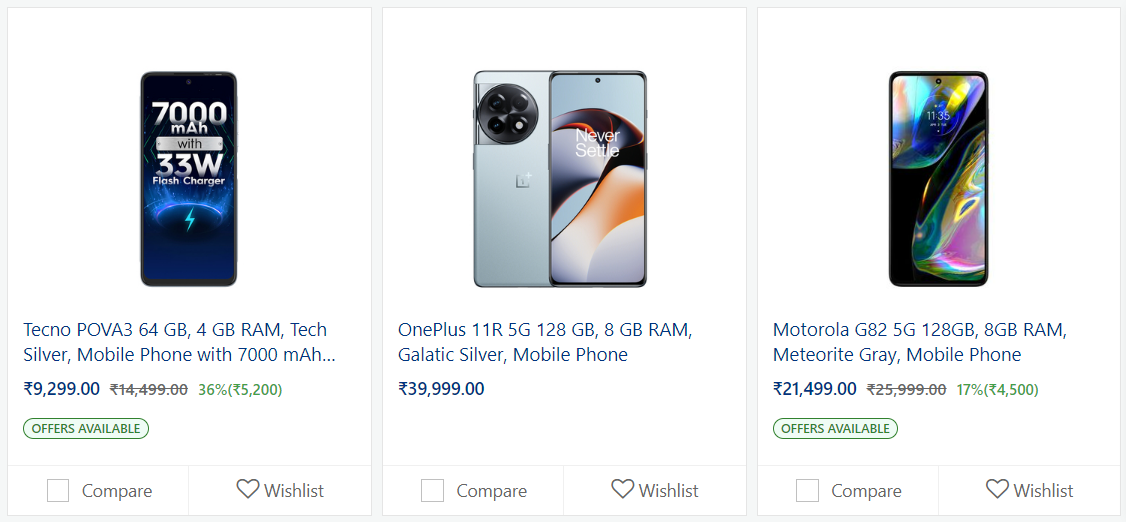 7000
mAh
with
33W
Flash Charger
Tecno POVA3 64 GB, 4 GB RAM, Tech
Silver, Mobile Phone with 7000 mAh...
₹9,299.00 ₹14,499.00 36%(₹5,200)
OFFERS AVAILABLE
Compare Wishlist
Never
Settle
OnePlus 11R 5G 128 GB, 8 GB RAM,
Galatic Silver, Mobile Phone
₹39,999.00
Compare Wishlist
11:35
Motorola G82 5G 128GB, 8GB RAM,
Meteorite Gray, Mobile Phone
₹21,499.00 ₹25,999.00 17%(₹4,500)
OFFERS AVAILABLE
Compare Wishlist